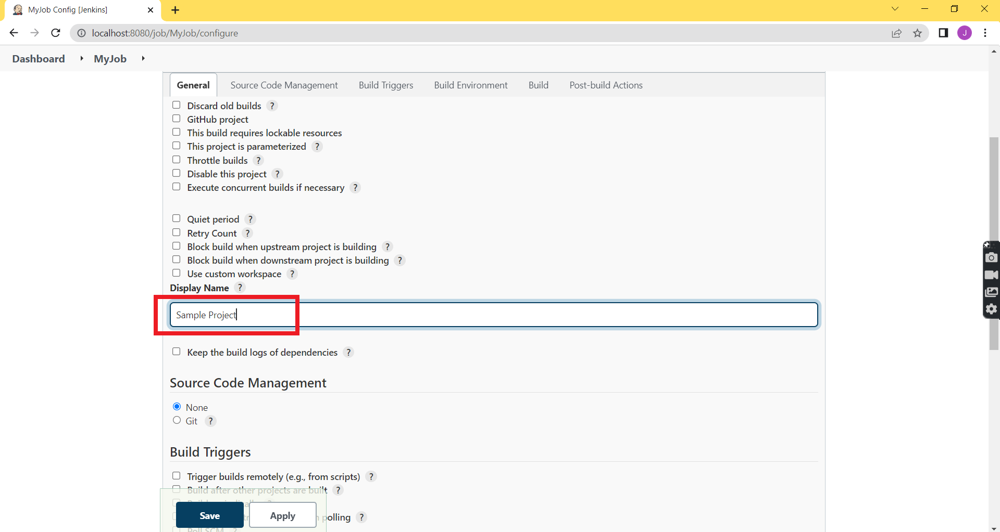 MyJob Config [Jenkins]
localhost:8080/job/MyJob/configure
J
Dashboard MyJob
General Source Code Management Build Triggers Build Environment Build Post-build Actions
Discard old builds ?
GitHub project
This build requires lockable resources
This project is parameterized ?
Throttle builds ?
Disable this project ?
Execute concurrent builds if necessary ?
Quiet period ?
Retry Count ?
Block build when upstream project is building ?
Block build when downstream project is building ?
Use custom workspace ?
Display Name ?
Sample Project
Keep the build logs of dependencies ?
Source Code Management
None
Git ?
Build Triggers
Trigger builds remotely (e.g., from scripts) ?
Build after other projects are built ?
polling ?
Save Apply
Poll SCM ?